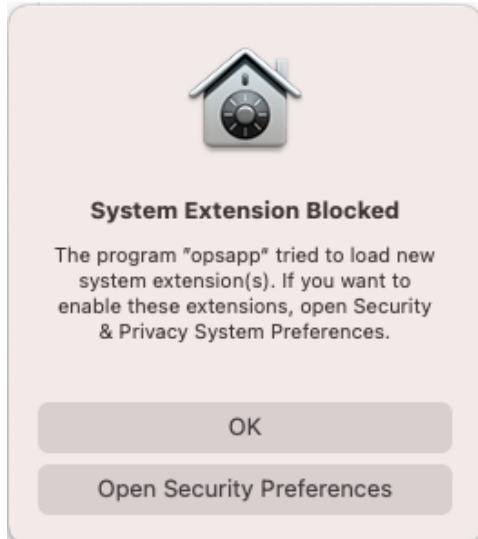 System Extension Blocked
The program "opsapp" tried to load new
system extension(s). If you want to
enable these extensions, open Security
& Privacy System Preferences.
OK
Open Security Preferences